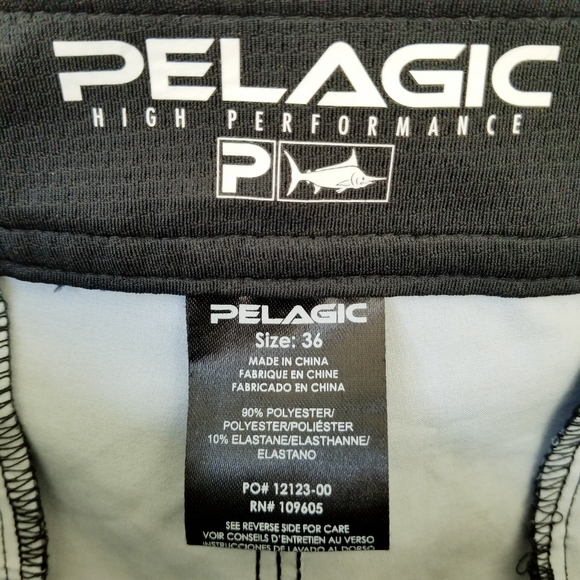 PELAGIC
HIGH PERFORMANCE
P
PELAGIC
Size: 36
MADE IN CHINA
FABRIQUE EN CHINE
FABRICADO EN CHINA
90% POLYESTER/
POLYESTER/POLIÉSTER
10% ELASTANE/ELASTHANNE/
ELASTANO
PO# 12123-00
RN# 109605
SEE REVERSE SIDE FOR CARE
VOIR CONSEILS D'ENTRETIEN AU VERSO
INSTRUCCIONES DE LAVADO AL DORSO